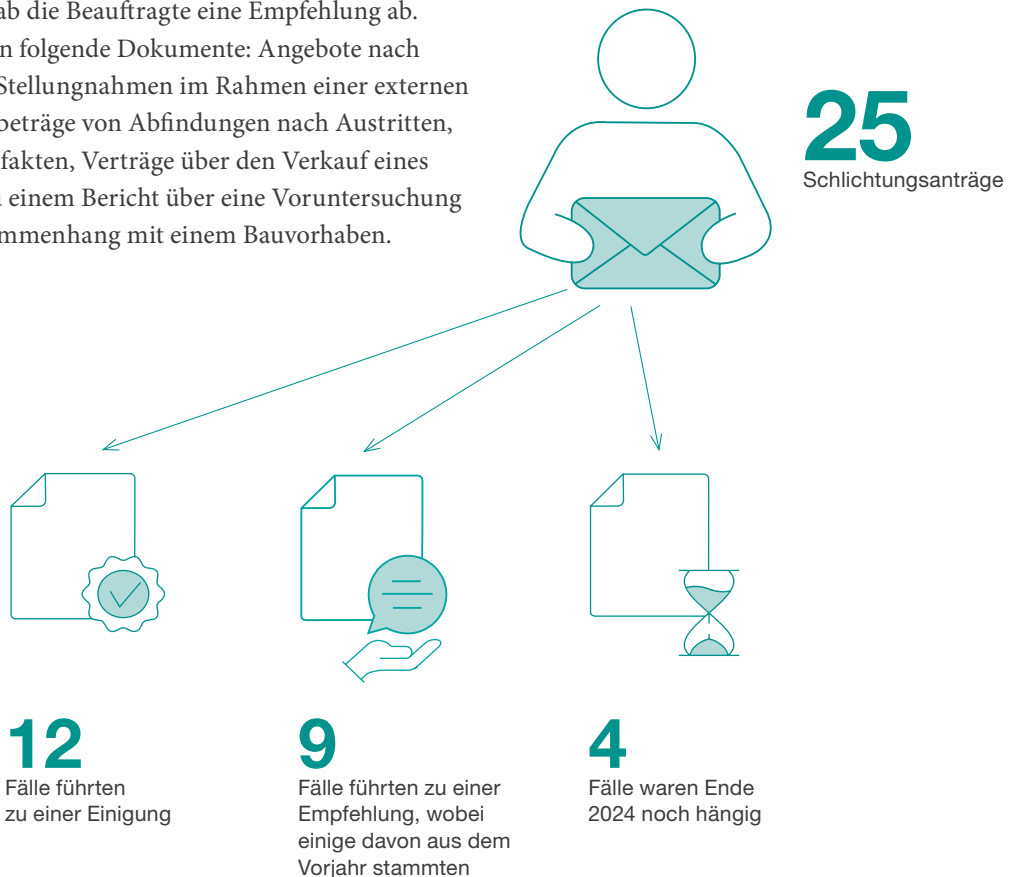 ab die Beauftragte eine Empfehlung ab.
n folgende Dokumente: Angebote nach
Stellungnahmen im Rahmen einer externen
beträge von Abfindungen nach Austritten,
fakten, Verträge über den Verkauf eines
einem Bericht über eine Voruntersuchung
mmenhang mit einem Bauvorhaben.
25
Schlichtungsanträge
12
Fälle führten
zu einer Einigung
9
Fälle führten zu einer
Empfehlung, wobei
einige davon aus dem
Vorjahr stammten
4
Fälle waren Ende
2024 noch hängig